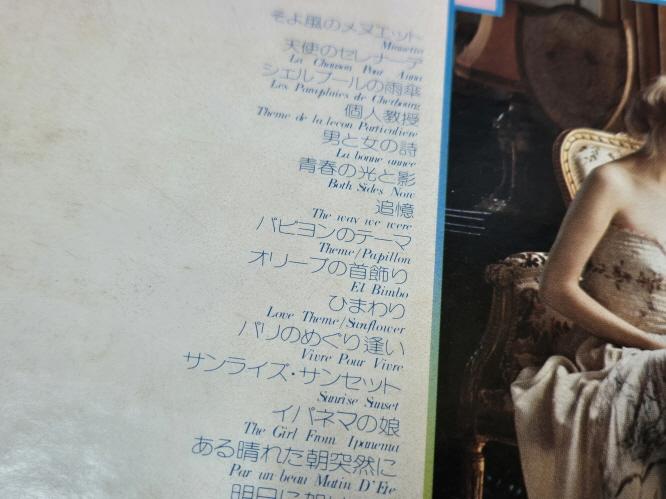 そよ風のメヌエット
Minuetto
天使のセレナーデ
La Chanson Pour Anna
シェルブールの雨傘
Les Parapluies de Cherbourg
個人教授
Theme de la lecon Particuliere
男と女の詩
La bonne annee
青春の光と影
Both Sides Now
追憶
The way we were
パピヨンのテーマ
Theme/Papillon
オリーブの首飾り
El Bimbo
ひまわり
Love Theme/Sunflower
パリのめぐり逢い
Vivre Pour Vivre
サンライズ・サンセット
Sunrise Sunset
イパネマの娘
The Girl From Ipanema
ある晴れた朝突然に
Par un beau Matin D'Ete
明日に